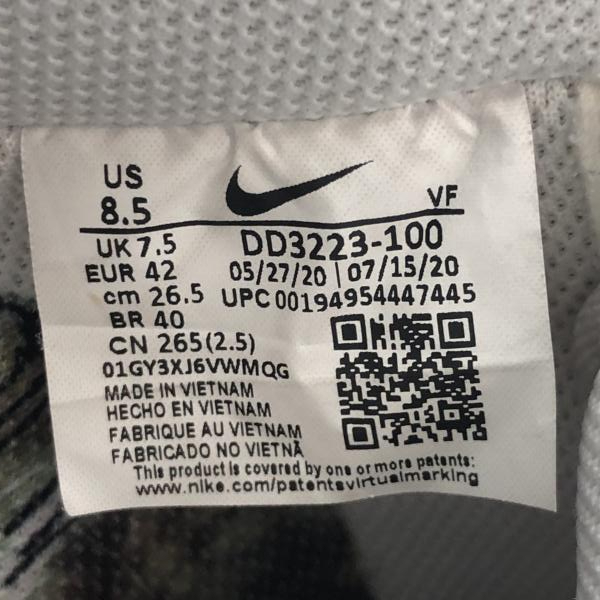 US
8.5
VF
UK 7.5
DD3223-100
EUR 42
05/27/20 | 07/15/20
cm 26.5
UPC 00194954447445
BR 40
CN 265(2.5)
01GY3XJ6VWMQG
MADE IN VIETNAM
HECHO EN VIETNAM
FABRIQUE AU VIETNAM
FABRICADO NO VIETNÃ
This product is covered by one or more patents:
www.nike.com/patentsvirtualmarking